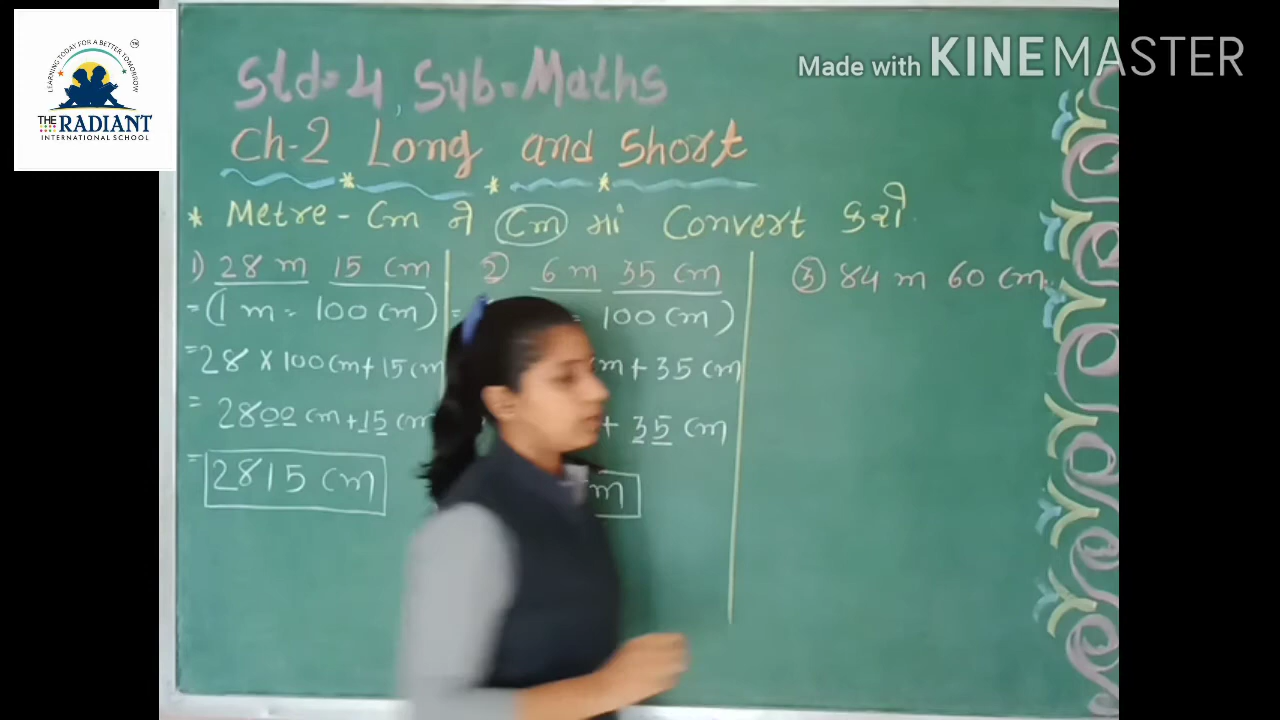 LEARNING TODAY FOR A BETTER TOMORROW
THE RADIANT
INTERNATIONAL SCHOOL
Made with KINEMASTER
Std-4, Sub-Maths
Ch-2 Long and Short
* Metre - Cm ને Cm માં Convert કરો.
1) 28 m 15 Cm
= (1 m = 100 Cm)
= 28 × 100 Cm + 15 Cm
= 2800 Cm + 15 Cm
= 2815 Cm
2) 6 m 35 Cm
= 100 Cm)
m + 35 Cm
+ 35 Cm
m
3) 84 m 60 Cm.